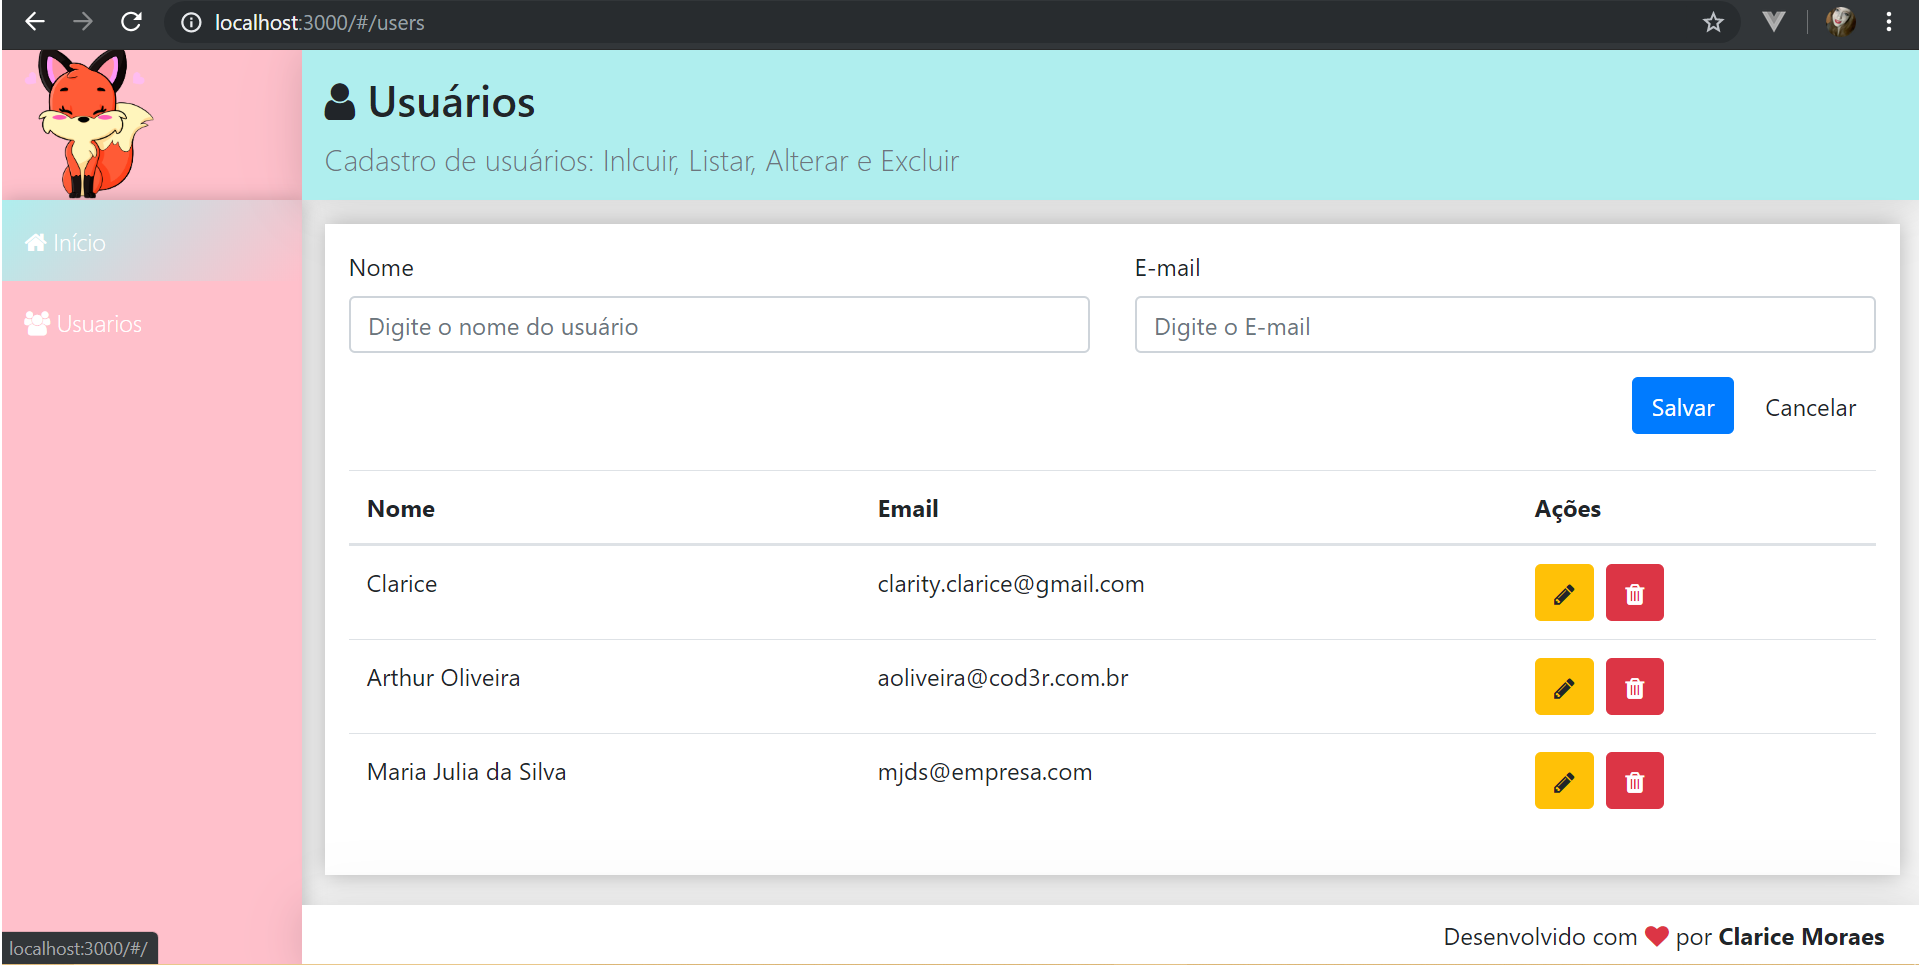 localhost:3000/#/users
Usuários
Cadastro de usuários: Inlcuir, Listar, Alterar e Excluir
Início
Usuarios
Nome
E-mail
Digite o nome do usuário
Digite o E-mail
Salvar
Cancelar
Nome Email Ações
Clarice clarity.clarice@gmail.com
Arthur Oliveira aoliveira@cod3r.com.br
Maria Julia da Silva mjds@empresa.com
Desenvolvido com ❤ por Clarice Moraes
localhost:3000/#/